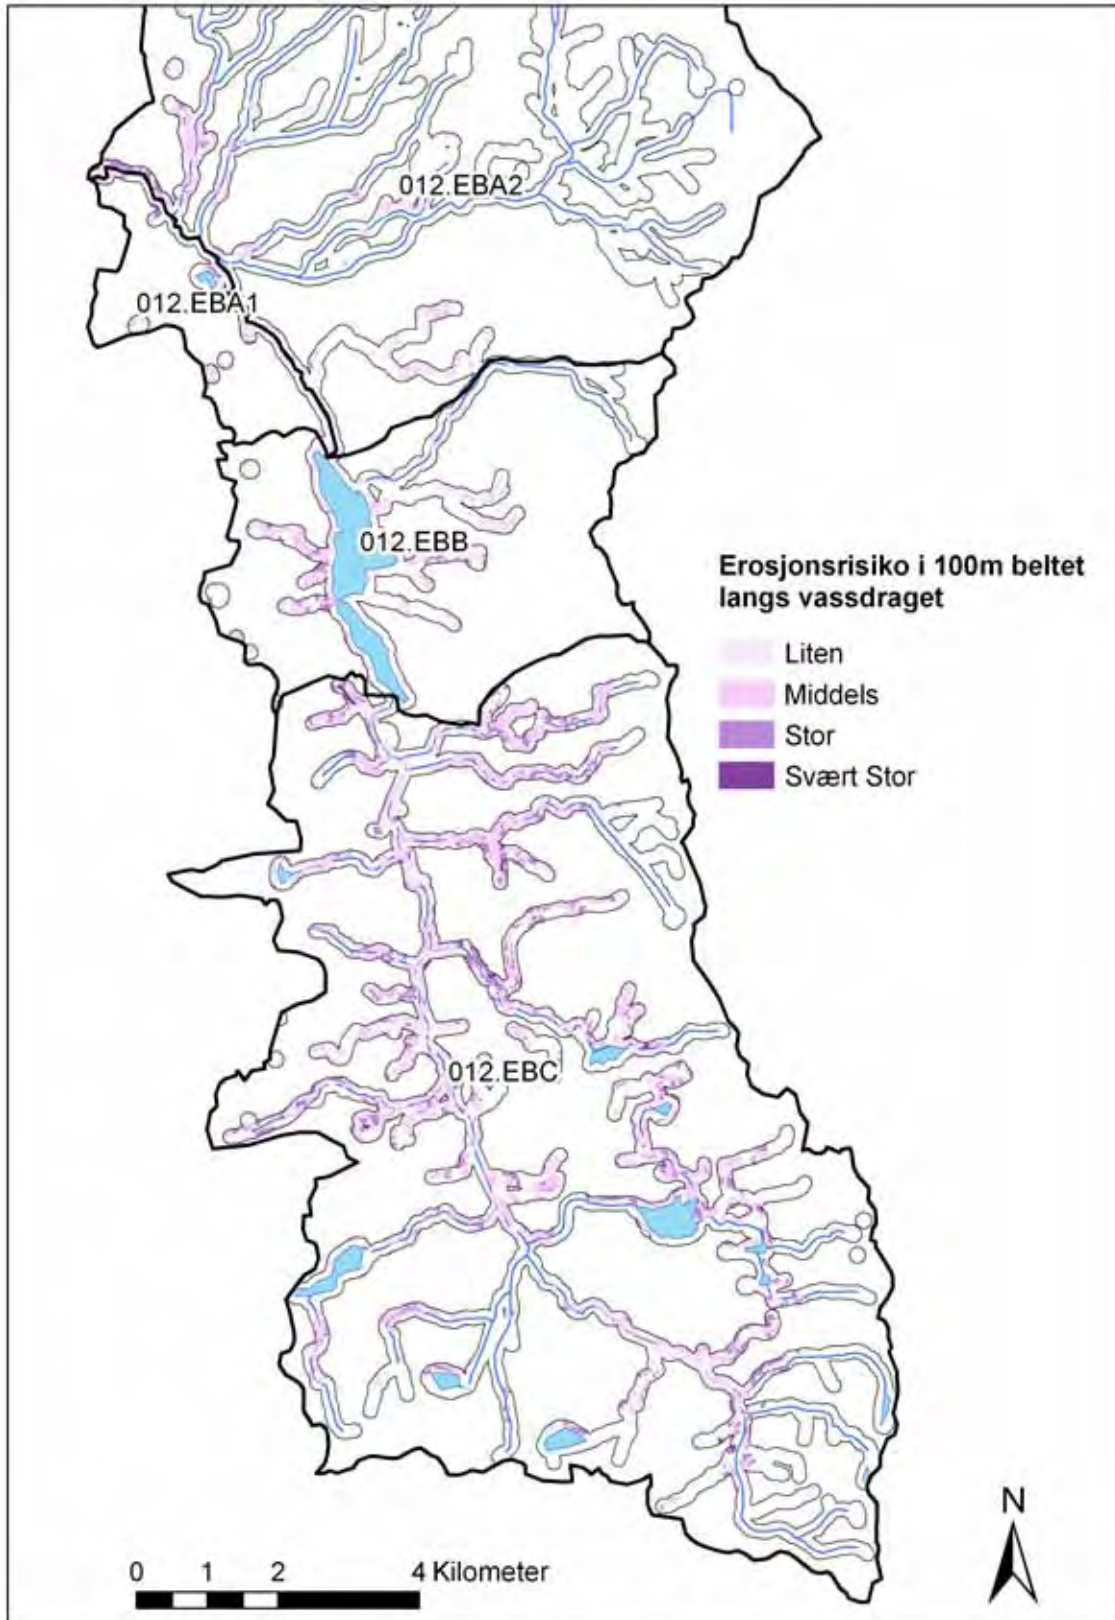 012.EBA2
012.EBA1
012.EBB
Erosjonsrisiko i 100m beltet
langs vassdraget
Liten
Middels
Stor
Svært Stor
012.EBC
N
0 1 2 4 Kilometer